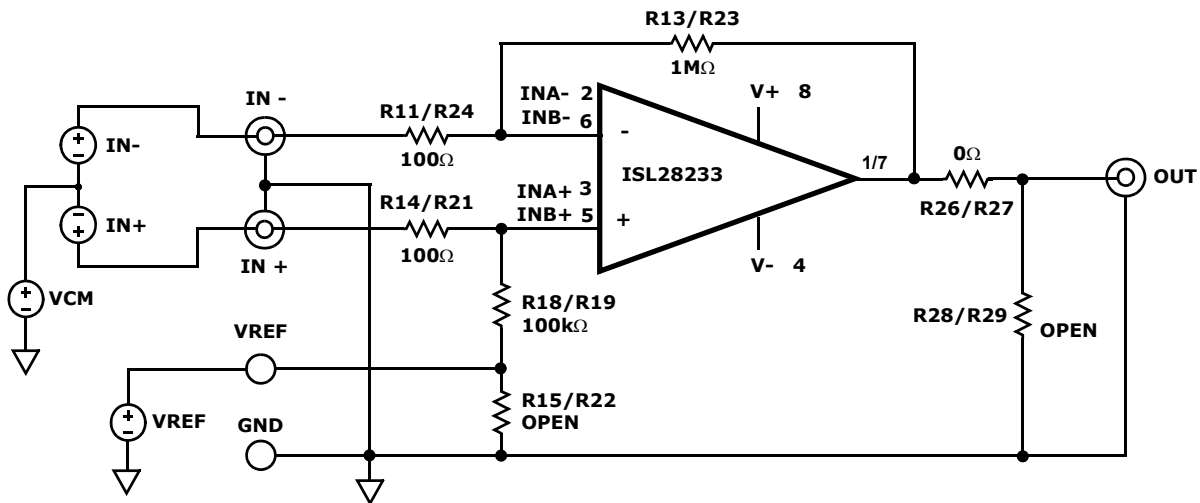 R13/R23
1MΩ
IN -
R11/R24
100Ω
INA- 2
INB- 6
V+ 8
IN-
-
ISL28233
1/7
0Ω
R26/R27
OUT
IN+
R14/R21
100Ω
INA+ 3
INB+ 5
+
IN +
V- 4
VCM
R18/R19
100kΩ
R28/R29
OPEN
VREF
R15/R22
OPEN
VREF
GND
+
-
+
-
+
-
+
-